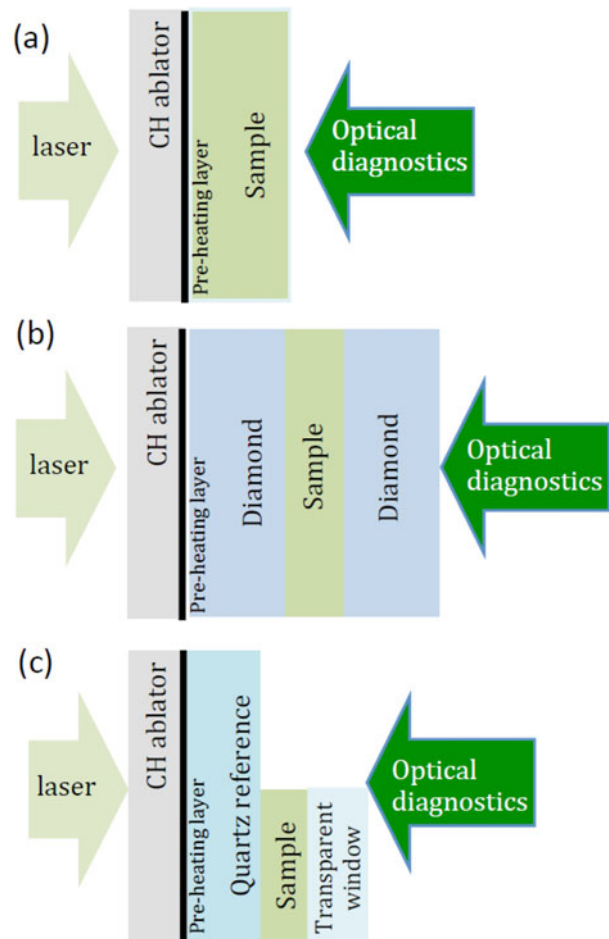 (a)
laser
CH ablator
Pre-heating layer
Sample
Optical
diagnostics
(b)
laser
CH ablator
Pre-heating layer
Diamond
Sample
Diamond
Optical
diagnostics
(c)
laser
CH ablator
Pre-heating layer
Quartz reference
Sample
Transparent
window
Optical
diagnostics